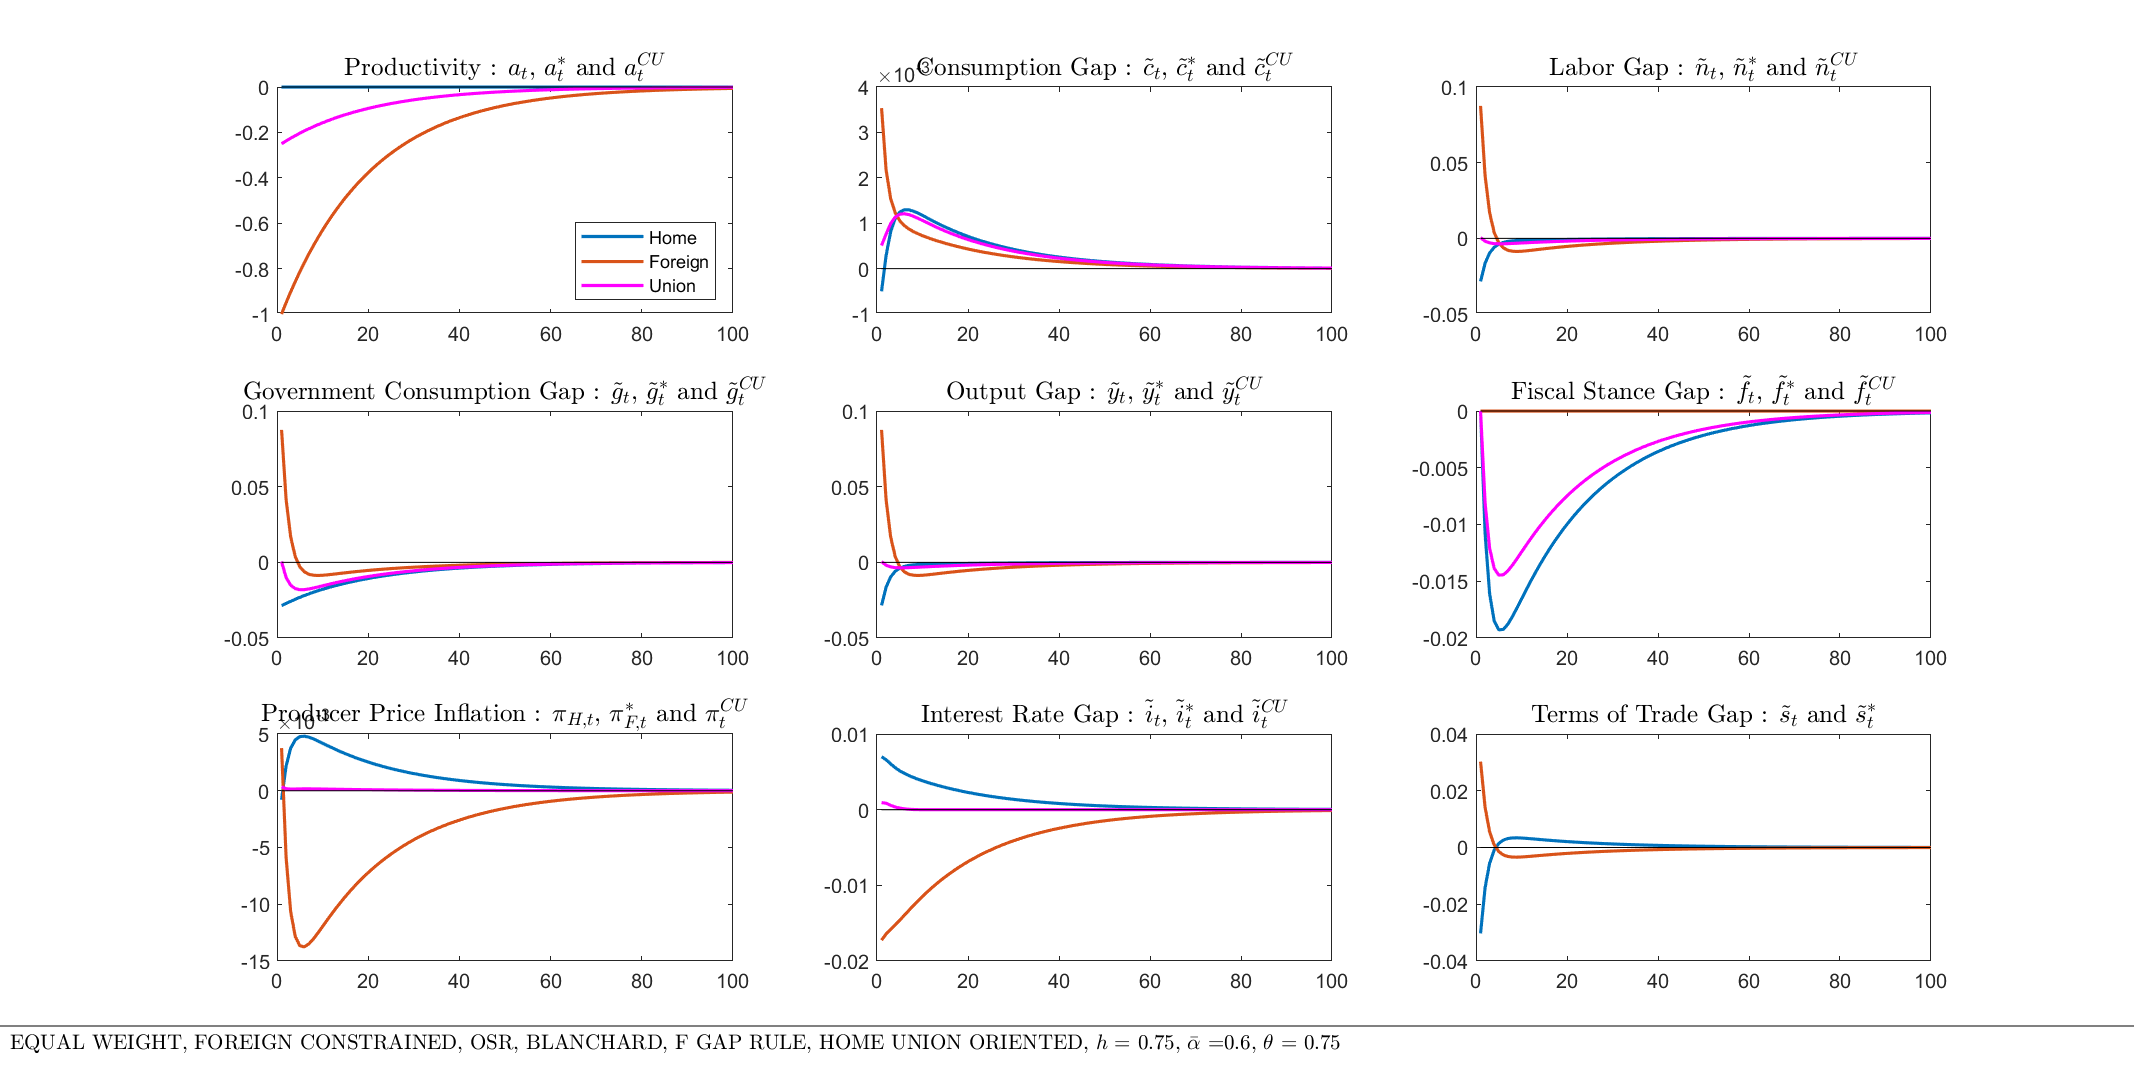 Productivity : a_t, a_t^* and a_t^{CU}
0
-0.2
-0.4
-0.6
-0.8
-1
0 20 40 60 80 100
Home
Foreign
Union
Consumption Gap : c̃_t, c̃_t^* and c̃_t^{CU}
4
3
2
1
0
-1
0 20 40 60 80 100
Labor Gap : ñ_t, ñ_t^* and ñ_t^{CU}
0.1
0.05
0
-0.05
0 20 40 60 80 100
Government Consumption Gap : g̃_t, g̃_t^* and g̃_t^{CU}
0.1
0.05
0
-0.05
0 20 40 60 80 100
Output Gap : ỹ_t, ỹ_t^* and ỹ_t^{CU}
0.1
0.05
0
-0.05
0 20 40 60 80 100
Fiscal Stance Gap : f̃_t, f̃_t^* and f̃_t^{CU}
0
-0.005
-0.01
-0.015
-0.02
0 20 40 60 80 100
Producer Price Inflation : π_{H,t}, π_{F,t}^* and π_t^{CU}
5
0
-5
-10
-15
0 20 40 60 80 100
Interest Rate Gap : ĩ_t, ĩ_t^* and ĩ_t^{CU}
0.01
0
-0.01
-0.02
0 20 40 60 80 100
Terms of Trade Gap : s̃_t and s̃_t^*
0.04
0.02
0
-0.02
-0.04
0 20 40 60 80 100
EQUAL WEIGHT, FOREIGN CONSTRAINED, OSR, BLANCHARD, F GAP RULE, HOME UNION ORIENTED, h = 0.75, ᾱ =0.6, θ = 0.75